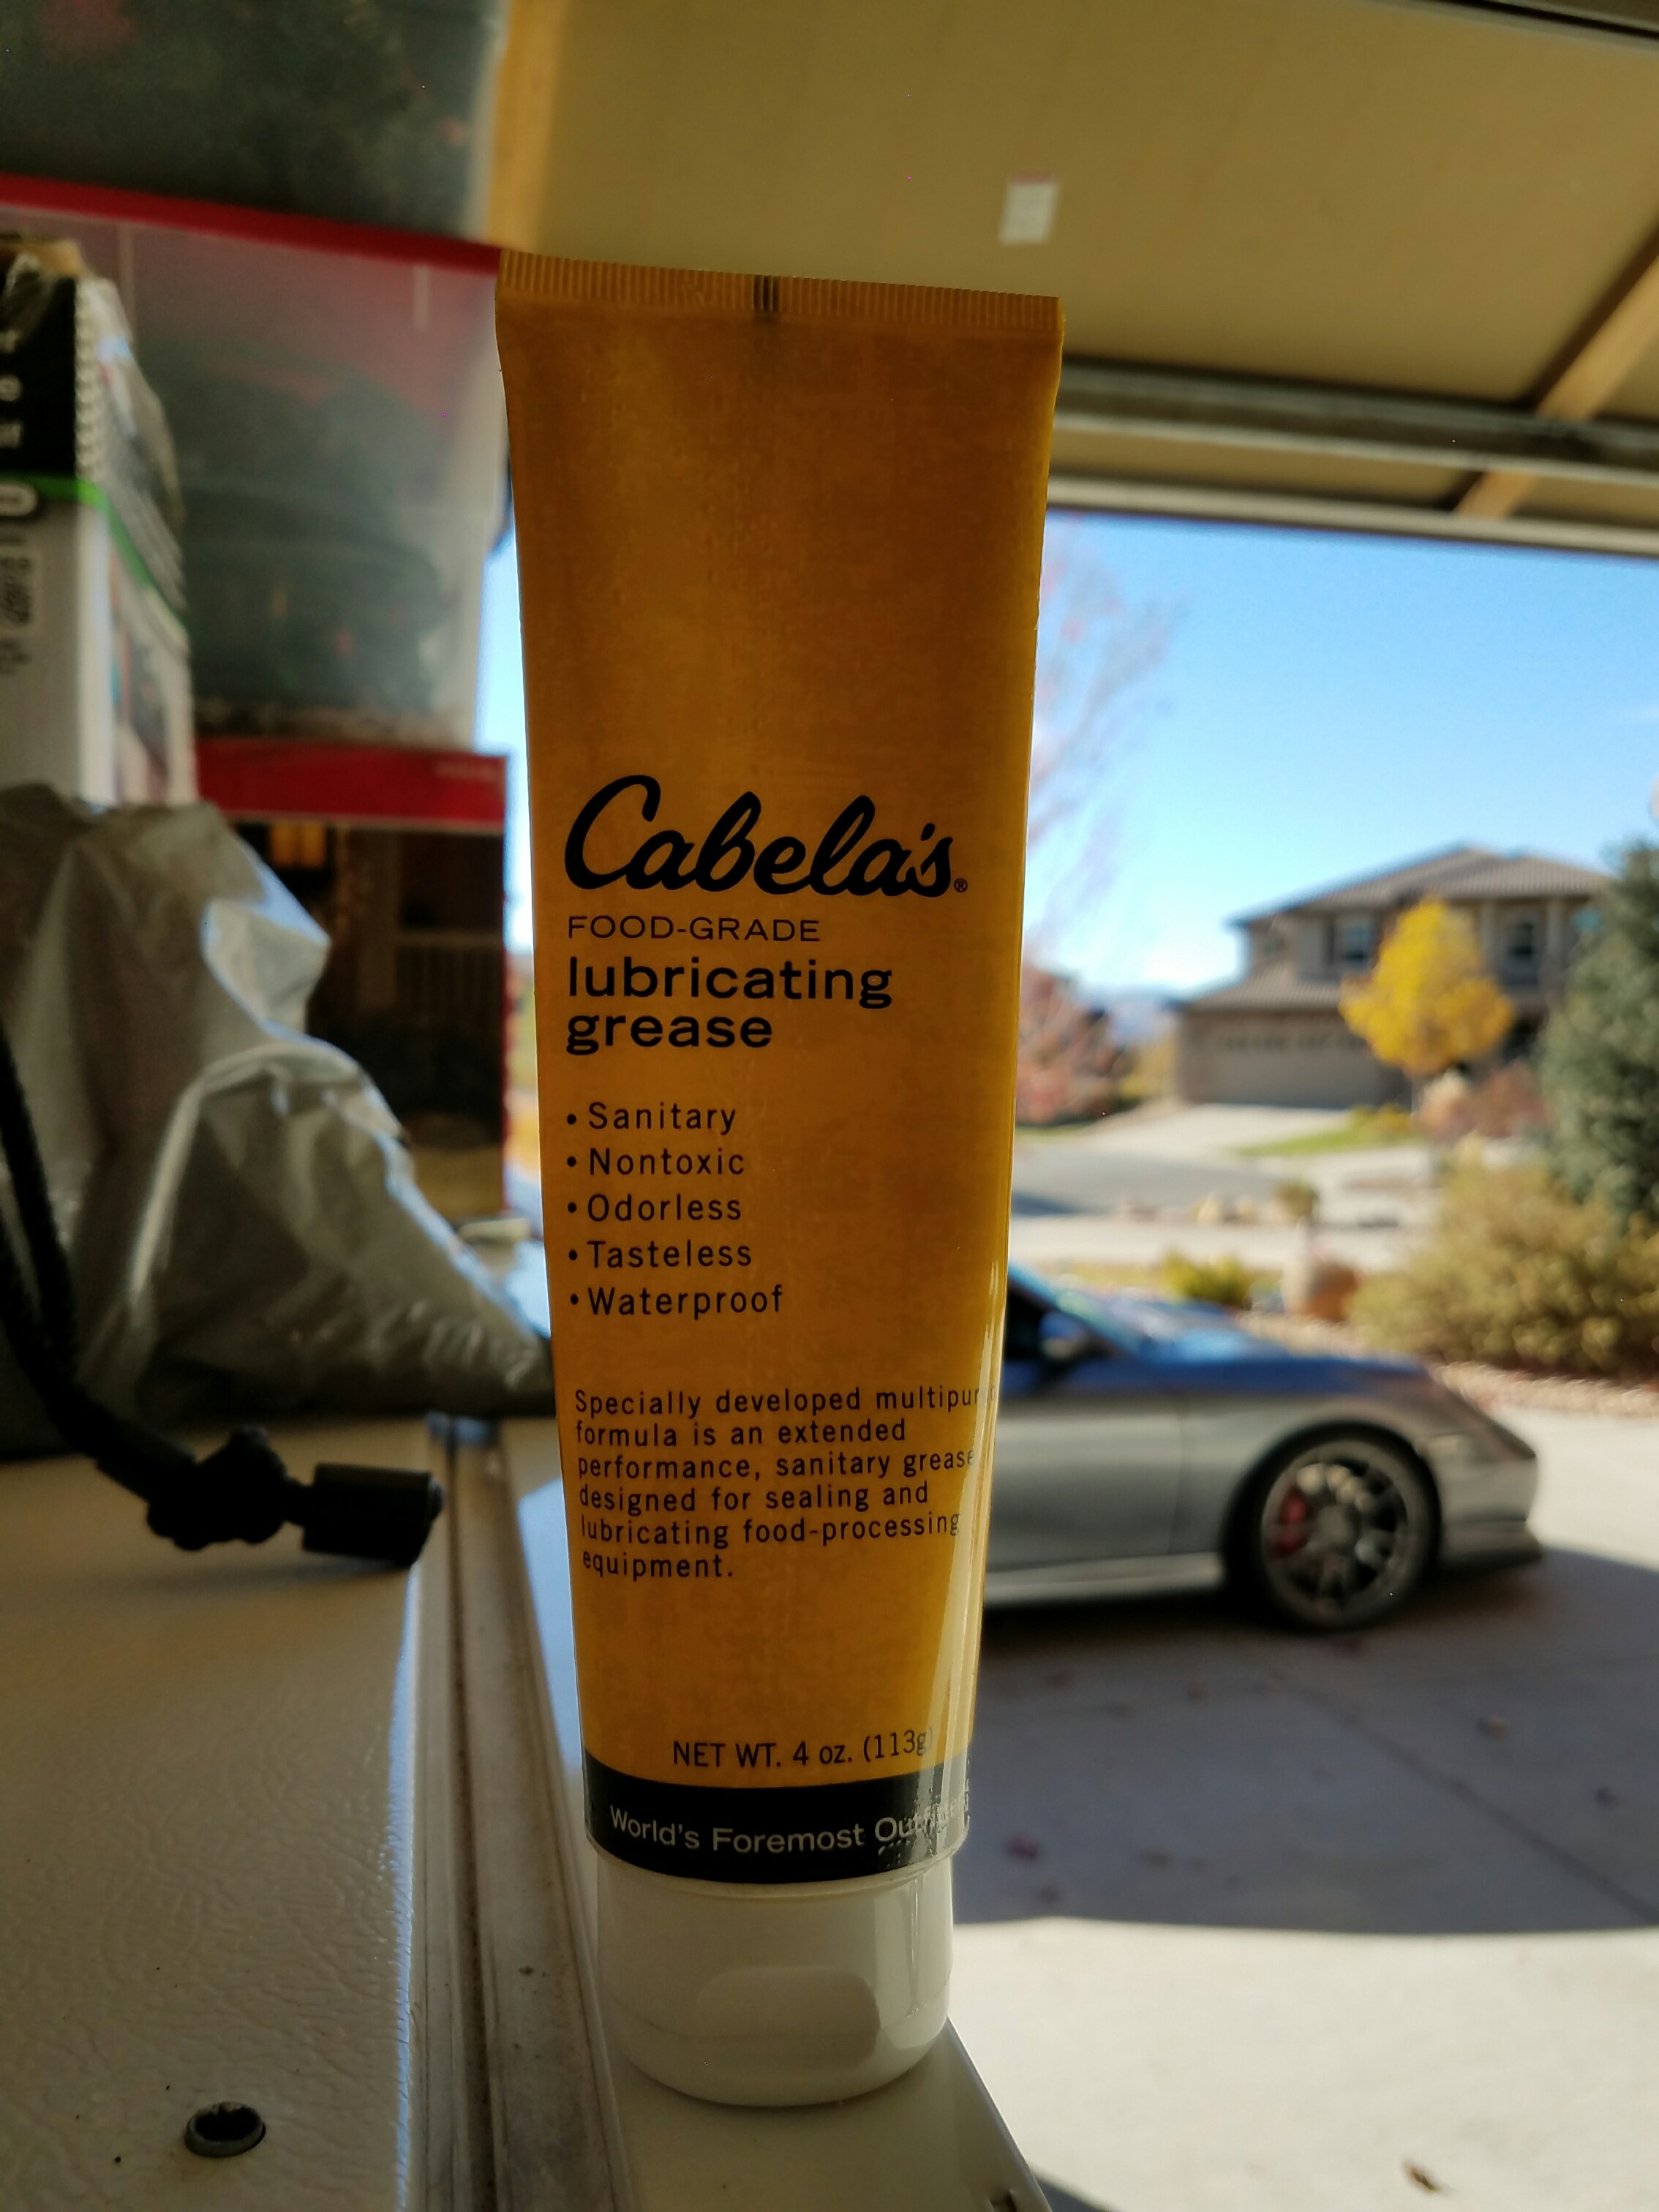 Cabela's®
FOOD-GRADE
lubricating
grease
• Sanitary
• Nontoxic
• Odorless
• Tasteless
• Waterproof
Specially developed
formula is an extended
performance, sanitary grease
designed for sealing and
lubricating food-processing
equipment.
NET WT. 4 oz. (113g)
World's Foremost